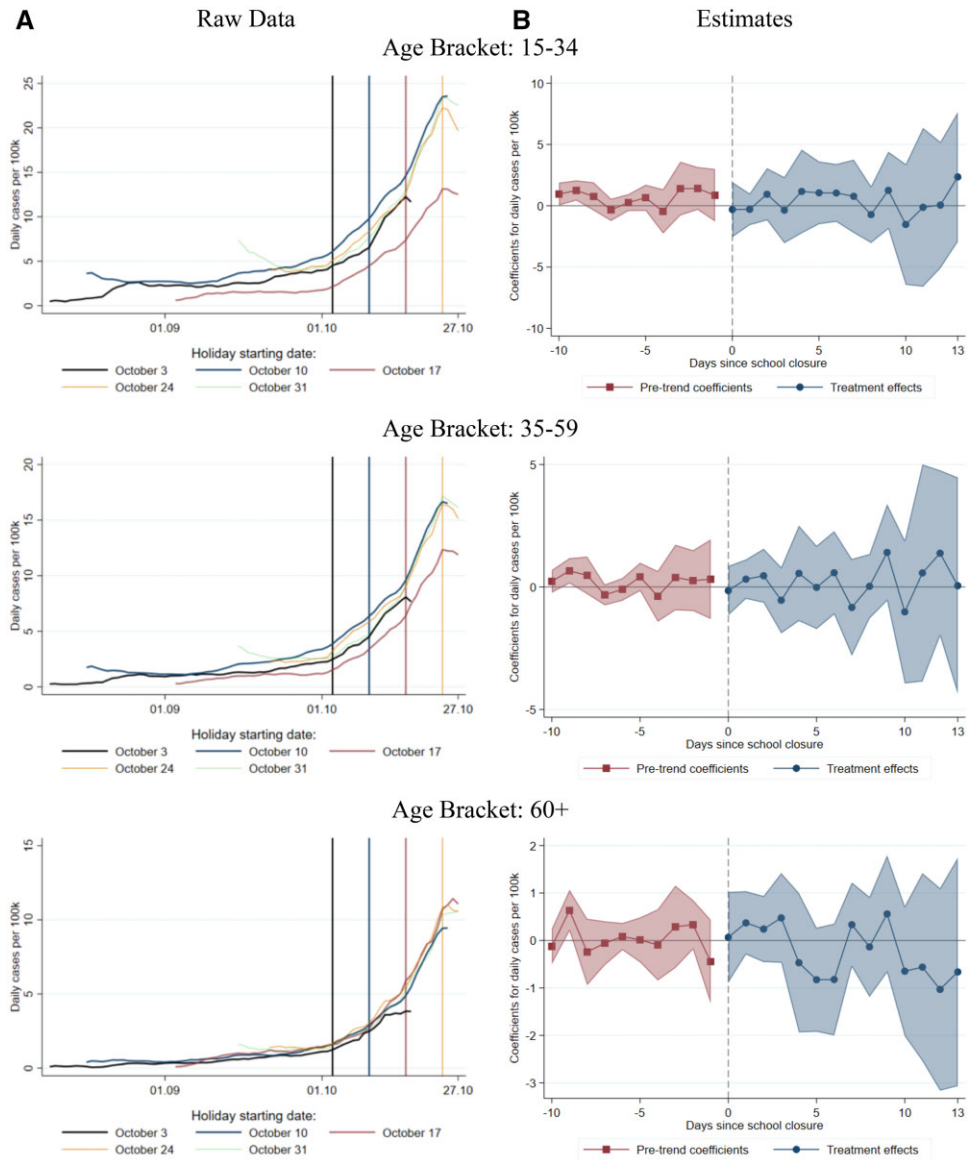 A Raw Data B Estimates
Age Bracket: 15-34
Daily cases per 100k
25
20
15
10
5
0
01.09 01.10 27.10
Holiday starting date:
October 3 October 10 October 17
October 24 October 31
Coefficients for daily cases per 100k
10
5
0
-5
-10
-10 -5 0 5 10 13
Days since school closure
Pre-trend coefficients Treatment effects
Age Bracket: 35-59
Daily cases per 100k
20
15
10
5
0
01.09 01.10 27.10
Holiday starting date:
October 3 October 10 October 17
October 24 October 31
Coefficients for daily cases per 100k
5
0
-5
-10 -5 0 5 10 13
Days since school closure
Pre-trend coefficients Treatment effects
Age Bracket: 60+
Daily cases per 100k
15
10
5
0
01.09 01.10 27.10
Holiday starting date:
October 3 October 10 October 17
October 24 October 31
Coefficients for daily cases per 100k
2
1
0
-1
-2
-3
-10 -5 0 5 10 13
Days since school closure
Pre-trend coefficients Treatment effects